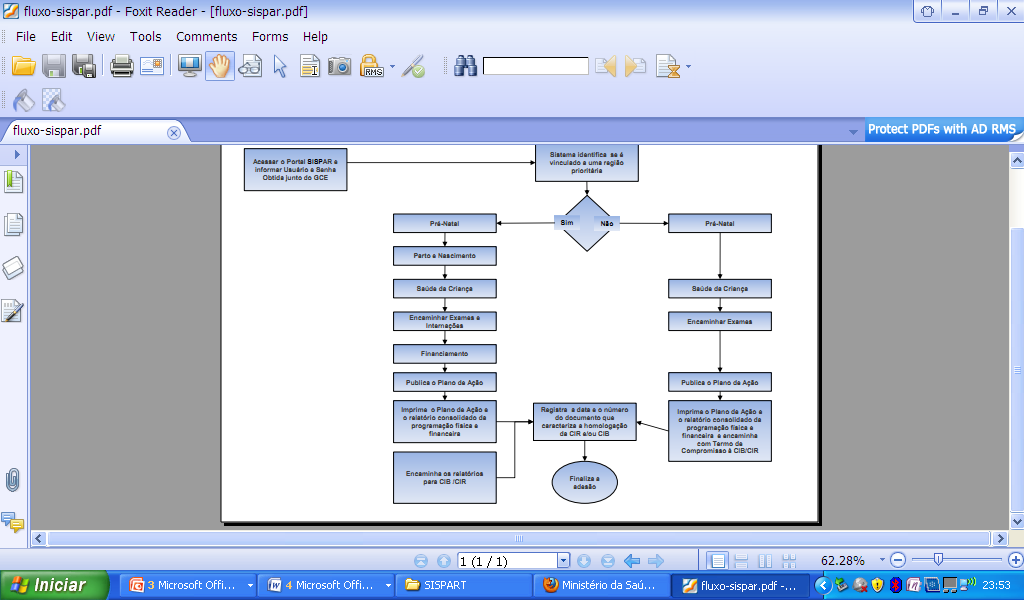 fluxo-sispar.pdf - Foxit Reader - [fluxo-sispar.pdf]
File Edit View Tools Comments Forms Help
RMS
fluxo-sispar.pdf
Protect PDFs with AD RMS
Acessar o Portal SISPAR e
informar Usuário e Senha
Obtida junto do GCE
Sistema identifica se é
vinculado a uma região
prioritária
Sim
Não
Pré-Natal
Parto e Nascimento
Saúde da Criança
Encaminhar Exames e
Internações
Financiamento
Publica o Plano de Ação
Imprime o Plano de Ação e
o relatório consolidado da
programação física e
financeira
Encaminha os relatórios
para CIB /CIR
Pré-Natal
Saúde da Criança
Encaminhar Exames
Publica o Plano de Ação
Imprime o Plano de Ação e
o relatório consolidado da
programação física e
financeira e encaminha
com Termo de
Compromisso à CIB/CIR
Registra a data e o número
do documento que
caracteriza a homologação
da CIR e/ou CIB
Finaliza a
adesão
1 (1 / 1)
62.28%
Iniciar
3 Microsoft Offi...
4 Microsoft Offi...
SISPART
Ministério da Saú...
fluxo-sispar.pdf -...
23:53